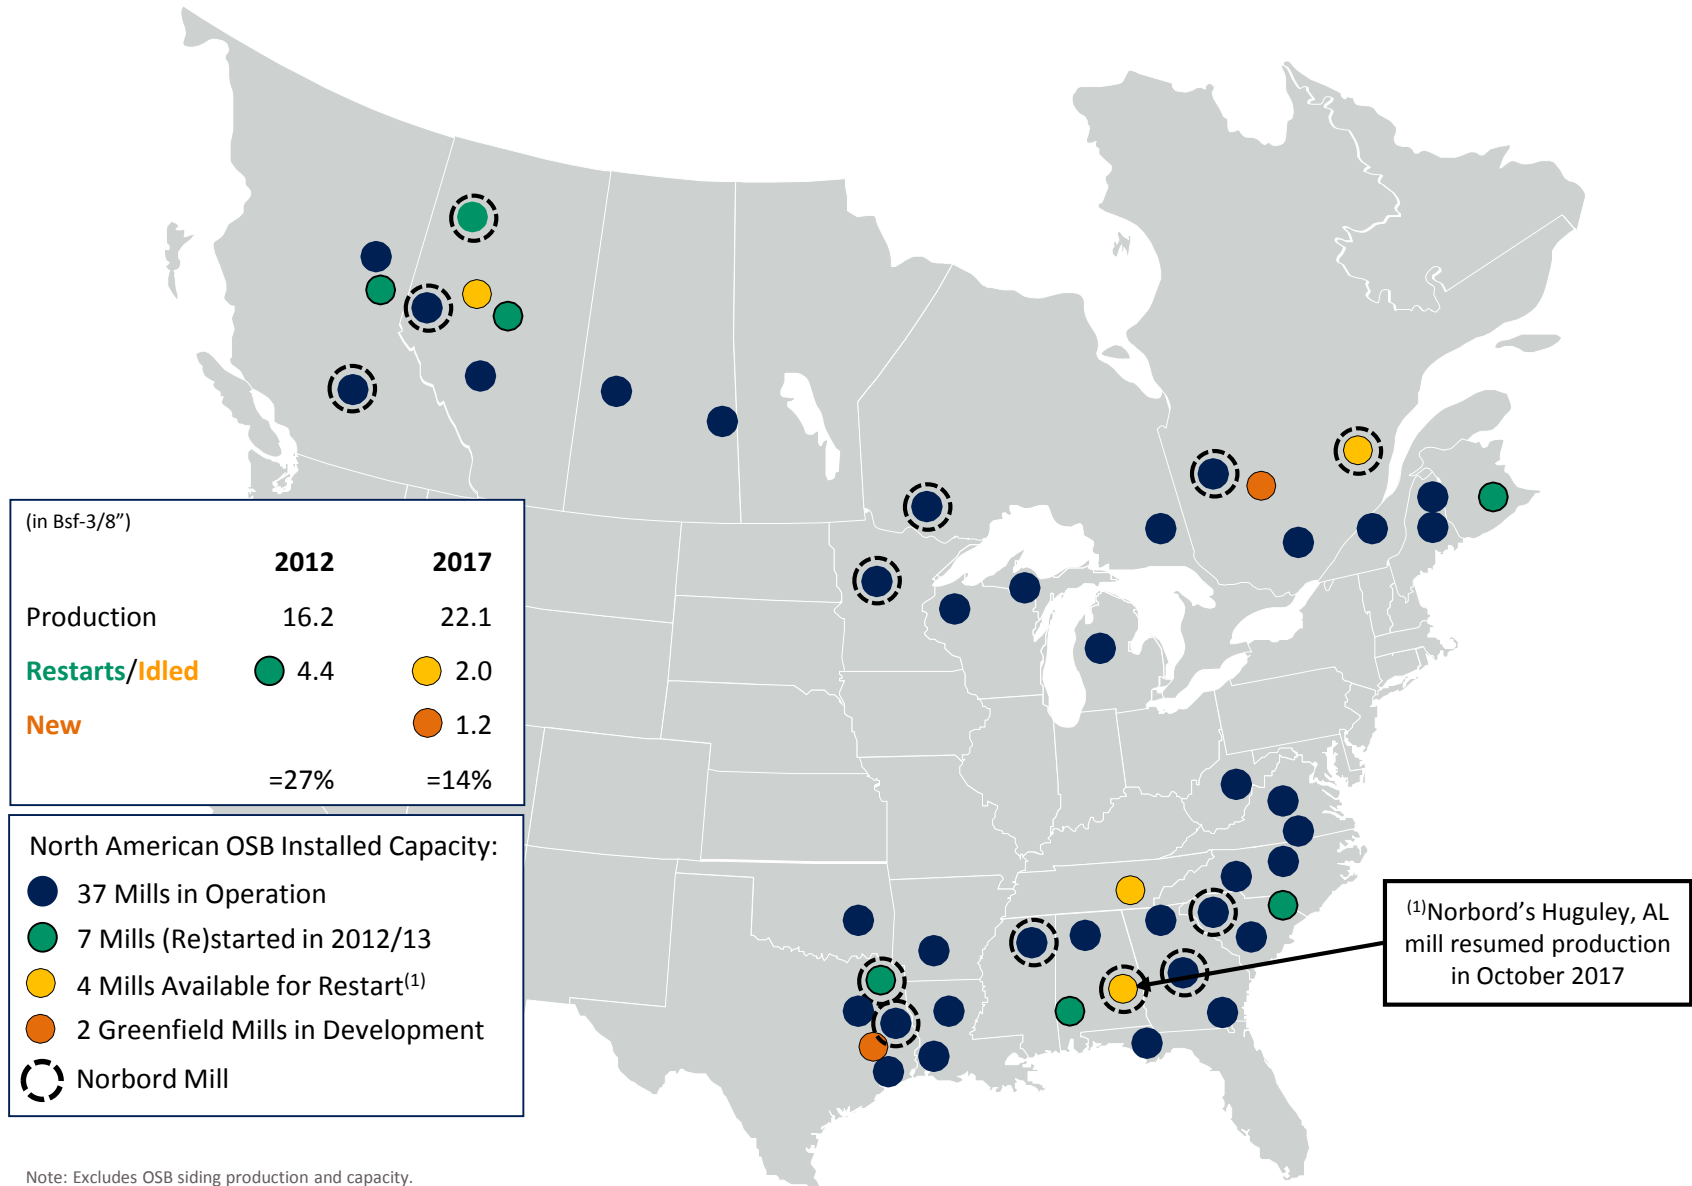 (in Bsf-3/8”)
2012 2017
Production 16.2 22.1
Restarts/Idled 4.4 2.0
New 1.2
=27% =14%
North American OSB Installed Capacity:
37 Mills in Operation
7 Mills (Re)started in 2012/13
4 Mills Available for Restart(1)
2 Greenfield Mills in Development
Norbord Mill
(1)Norbord’s Huguley, AL
mill resumed production
in October 2017
Note: Excludes OSB siding production and capacity.